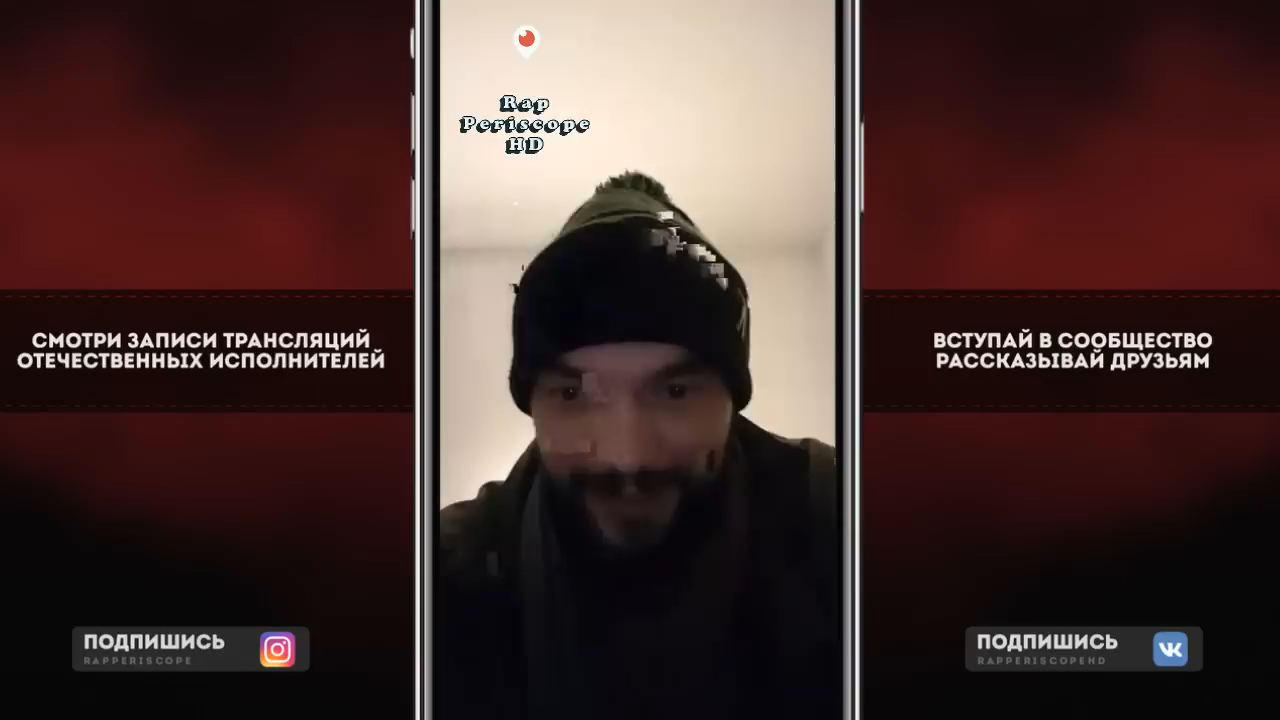 Rap
Periscope
HD
СМОТРИ ЗАПИСИ ТРАНСЛЯЦИЙ
ОТЕЧЕСТВЕННЫХ ИСПОЛНИТЕЛЕЙ
ВСТУПАЙ В СООБЩЕСТВО
РАССКАЗЫВАЙ ДРУЗЬЯМ
ПОДПИШИСЬ
RAPPERISCOPE
ПОДПИШИСЬ
RAPPERISCOPEHD